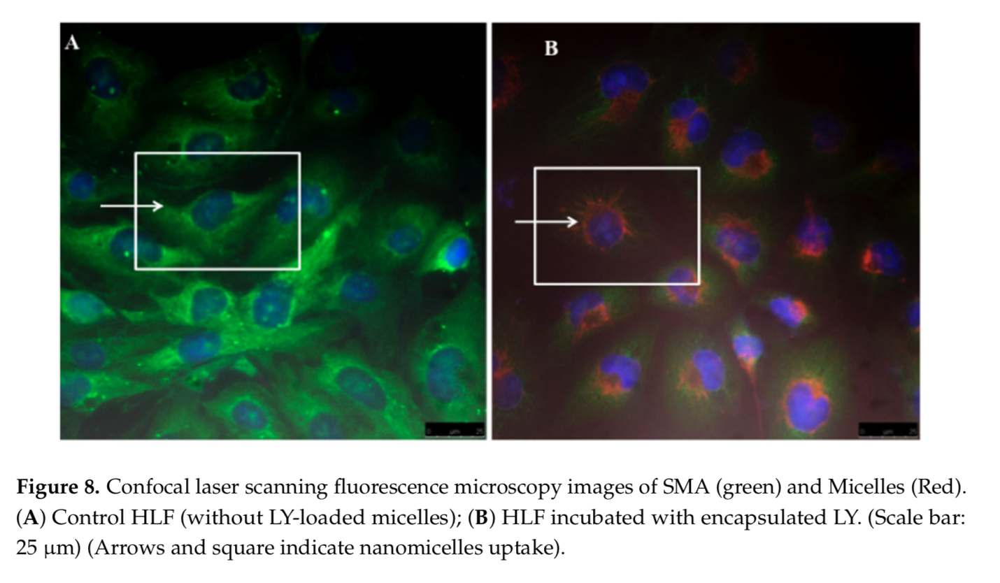 A
B
0 µm 25
0 µm 25
Figure 8. Confocal laser scanning fluorescence microscopy images of SMA (green) and Micelles (Red).
(A) Control HLF (without LY-loaded micelles); (B) HLF incubated with encapsulated LY. (Scale bar:
25 µm) (Arrows and square indicate nanomicelles uptake).